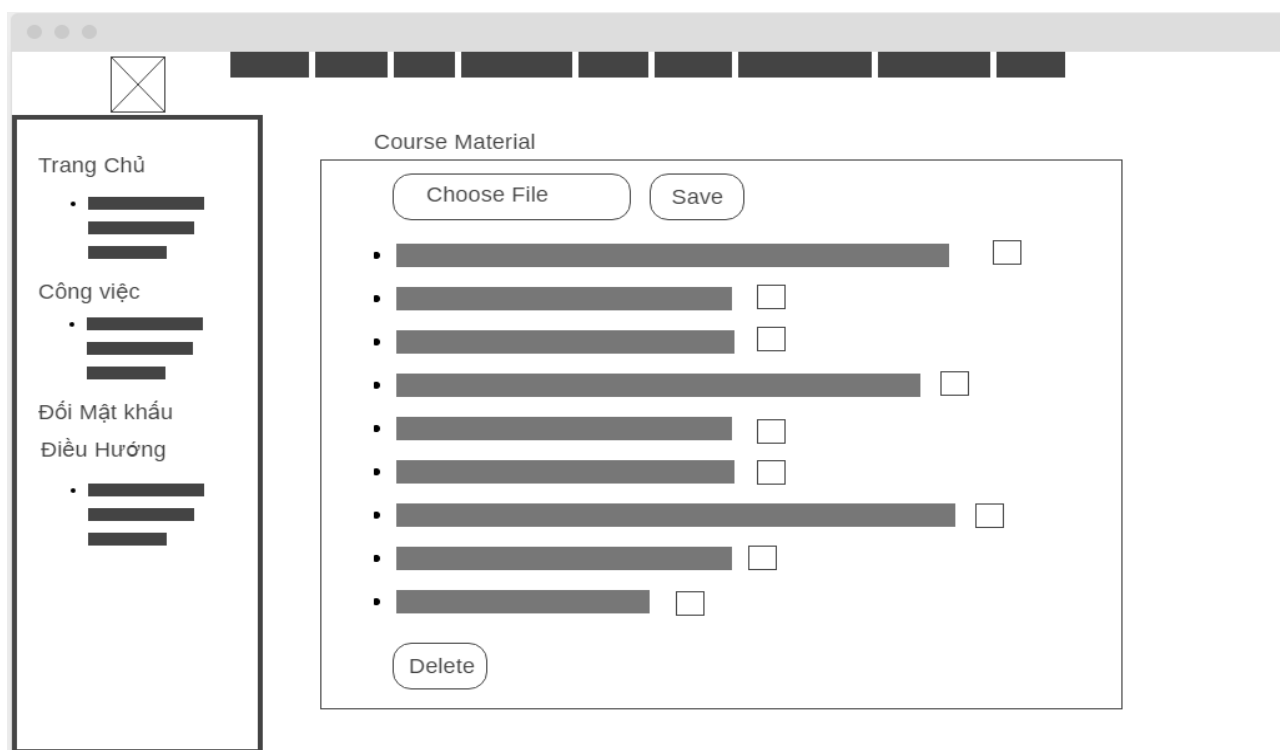 Course Material
Trang Chủ
Choose File
Save
Công việc
Đổi Mật khẩu
Điều Hướng
Delete